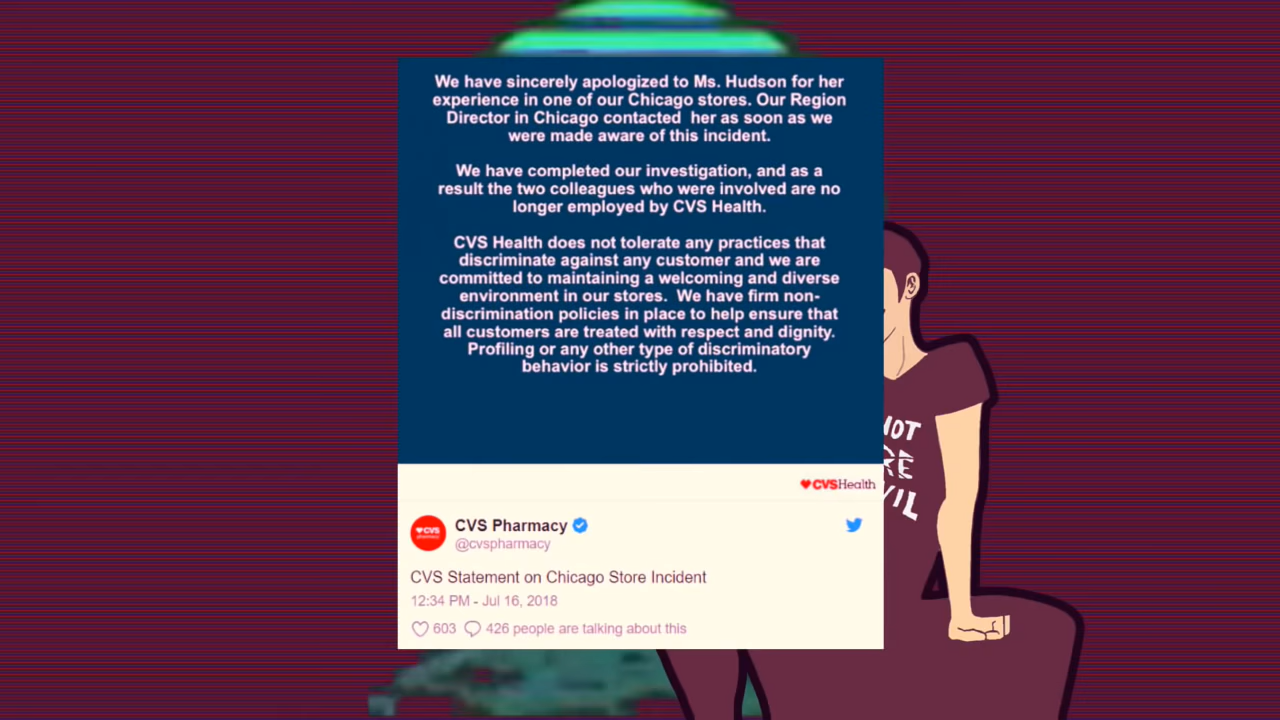 We have sincerely apologized to Ms. Hudson for her
experience in one of our Chicago stores. Our Region
Director in Chicago contacted her as soon as we
were made aware of this incident.
We have completed our investigation, and as a
result the two colleagues who were involved are no
longer employed by CVS Health.
CVS Health does not tolerate any practices that
discriminate against any customer and we are
committed to maintaining a welcoming and diverse
environment in our stores. We have firm non-
discrimination policies in place to help ensure that
all customers are treated with respect and dignity.
Profiling or any other type of discriminatory
behavior is strictly prohibited.
CVSHealth
CVS Pharmacy
@cvspharmacy
CVS Statement on Chicago Store Incident
12:34 PM - Jul 16, 2018
603 426 people are talking about this